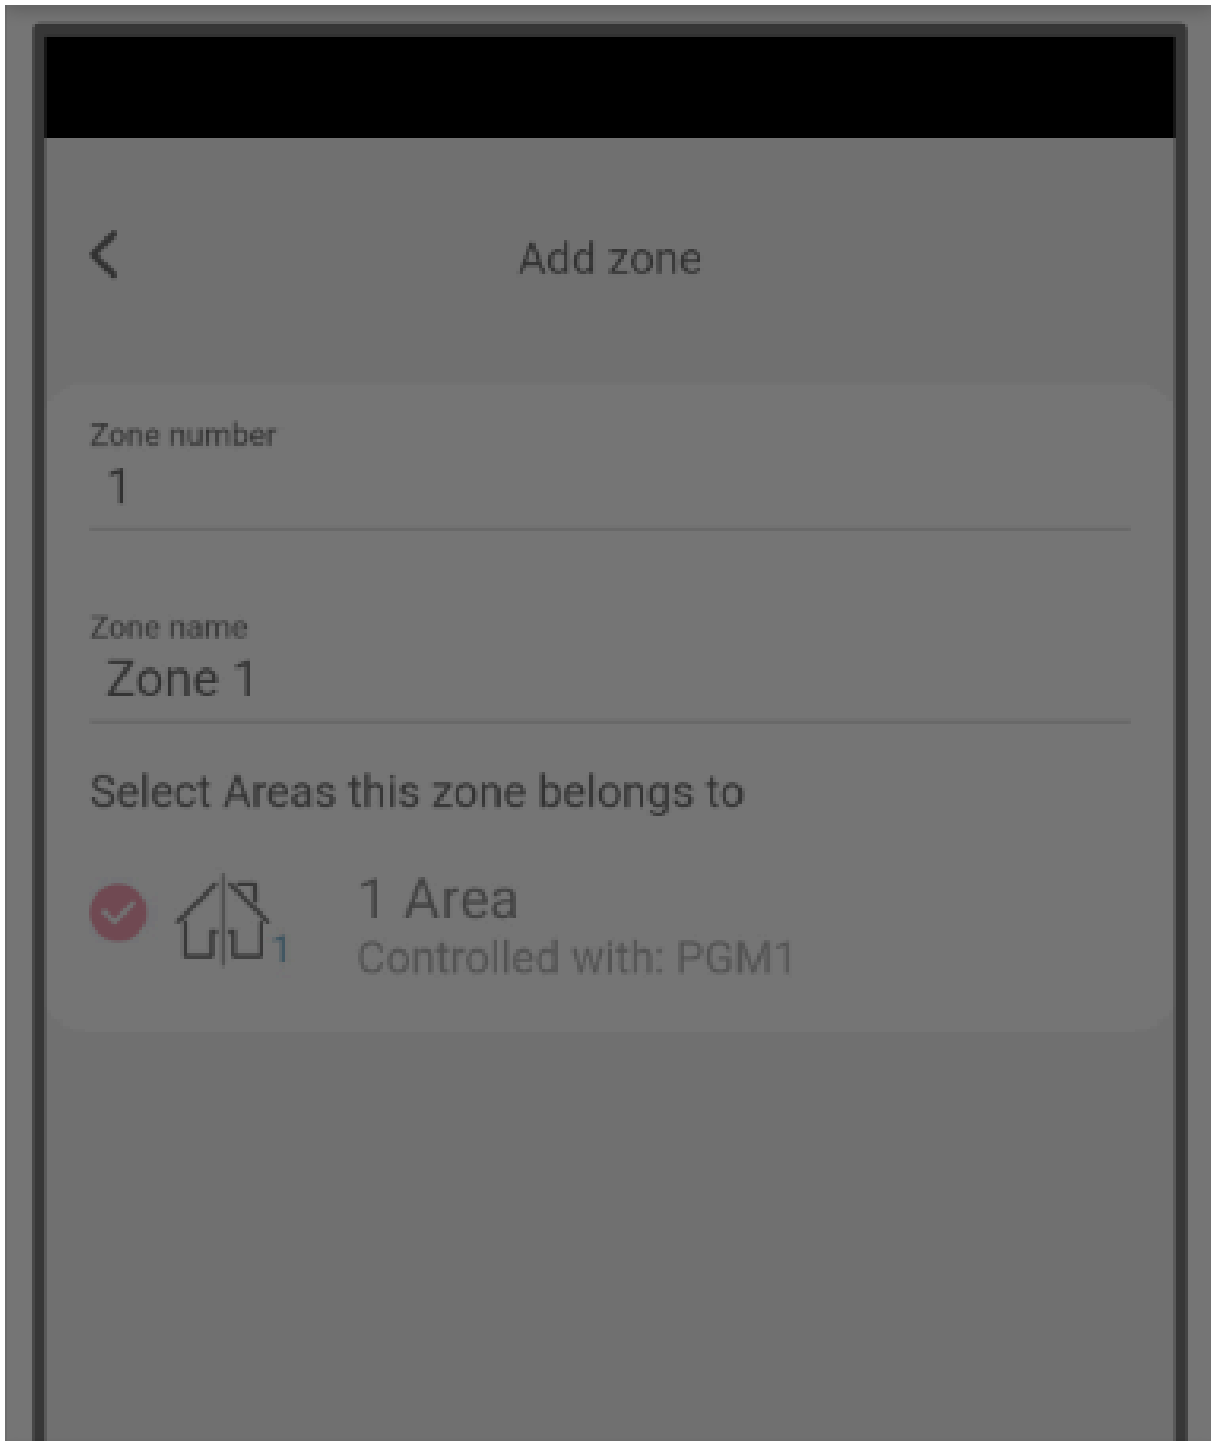 Add zone
Zone number
1
Zone name
Zone 1
Select Areas this zone belongs to
1
1 Area
Controlled with: PGM1